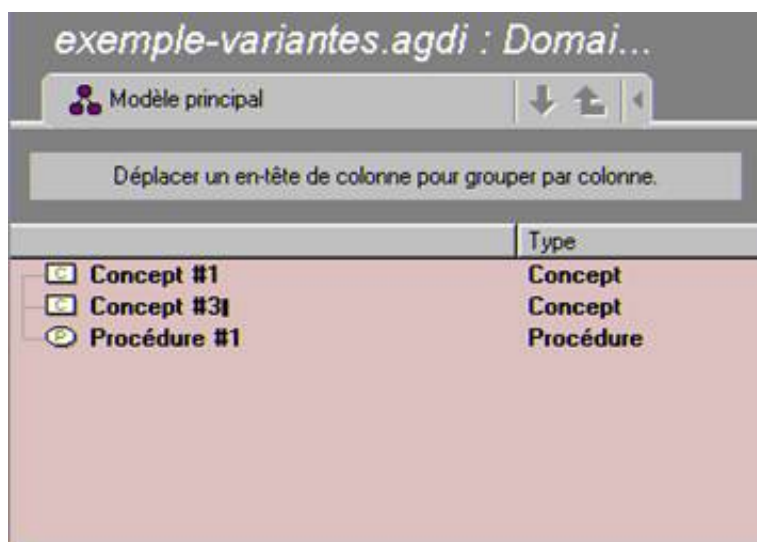 exemple-variantes.agdi : Domai...
Modèle principal
Déplacer un en-tête de colonne pour grouper par colonne.
Type
C Concept #1 Concept
C Concept #3 Concept
P Procédure #1 Procédure